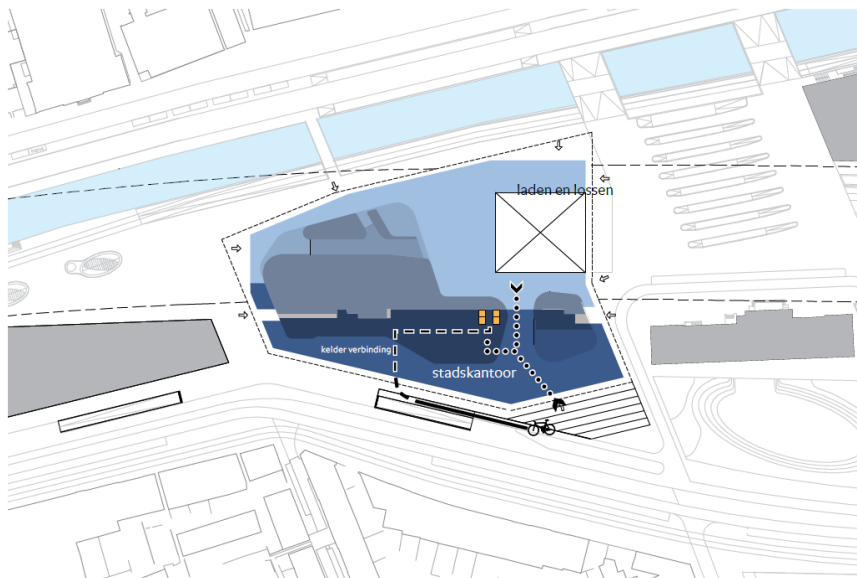 laden en lossen
kelder verbinding
stadskantoor